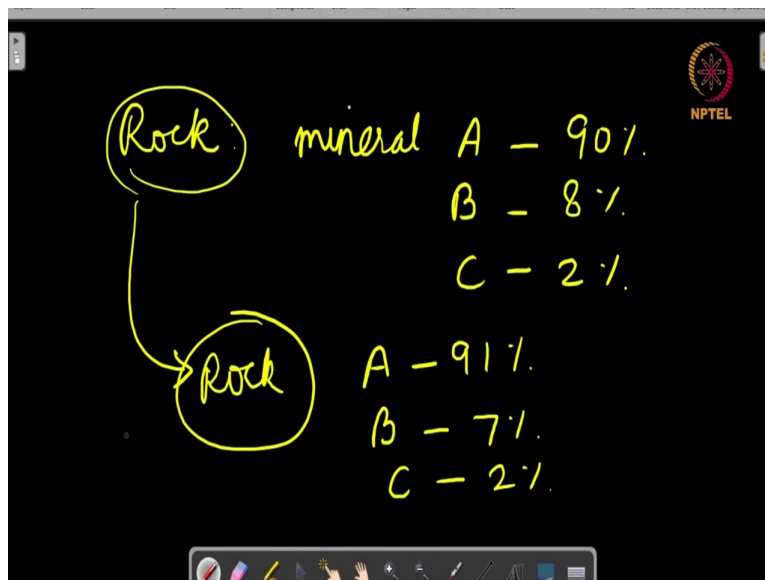 NPTEL
Rock: mineral A - 90%.
B - 8%.
C - 2%.
Rock A - 91%.
B - 7%.
C - 2%.